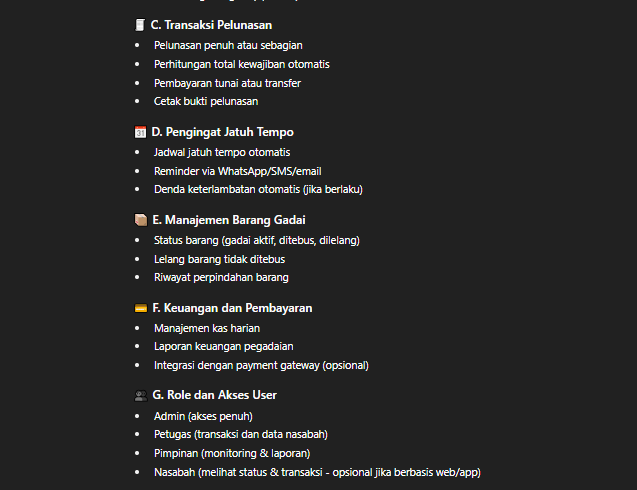 C. Transaksi Pelunasan
• Pelunasan penuh atau sebagian
• Perhitungan total kewajiban otomatis
• Pembayaran tunai atau transfer
• Cetak bukti pelunasan
D. Pengingat Jatuh Tempo
• Jadwal jatuh tempo otomatis
• Reminder via WhatsApp/SMS/email
• Denda keterlambatan otomatis (jika berlaku)
E. Manajemen Barang Gadai
• Status barang (gadai aktif, ditebus, dilelang)
• Lelang barang tidak ditebus
• Riwayat perpindahan barang
F. Keuangan dan Pembayaran
• Manajemen kas harian
• Laporan keuangan pegadaian
• Integrasi dengan payment gateway (opsional)
G. Role dan Akses User
• Admin (akses penuh)
• Petugas (transaksi dan data nasabah)
• Pimpinan (monitoring & laporan)
• Nasabah (melihat status & transaksi - opsional jika berbasis web/app)